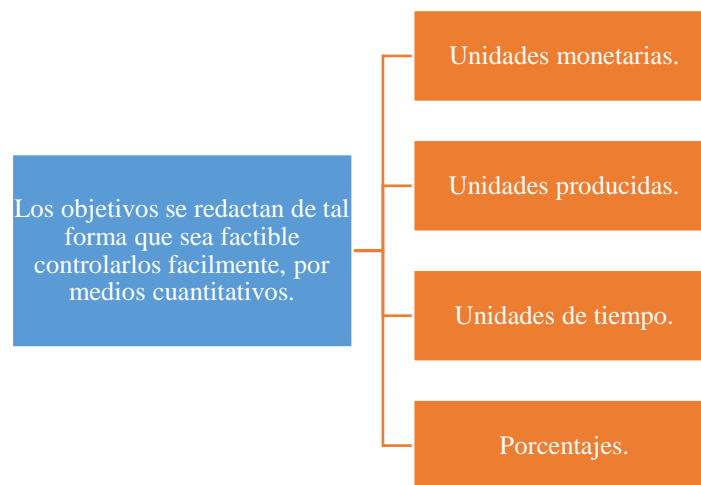 Los objetivos se redactan de tal
forma que sea factible
controlarlos facilmente, por
medios cuantitativos.
Unidades monetarias.
Unidades producidas.
Unidades de tiempo.
Porcentajes.